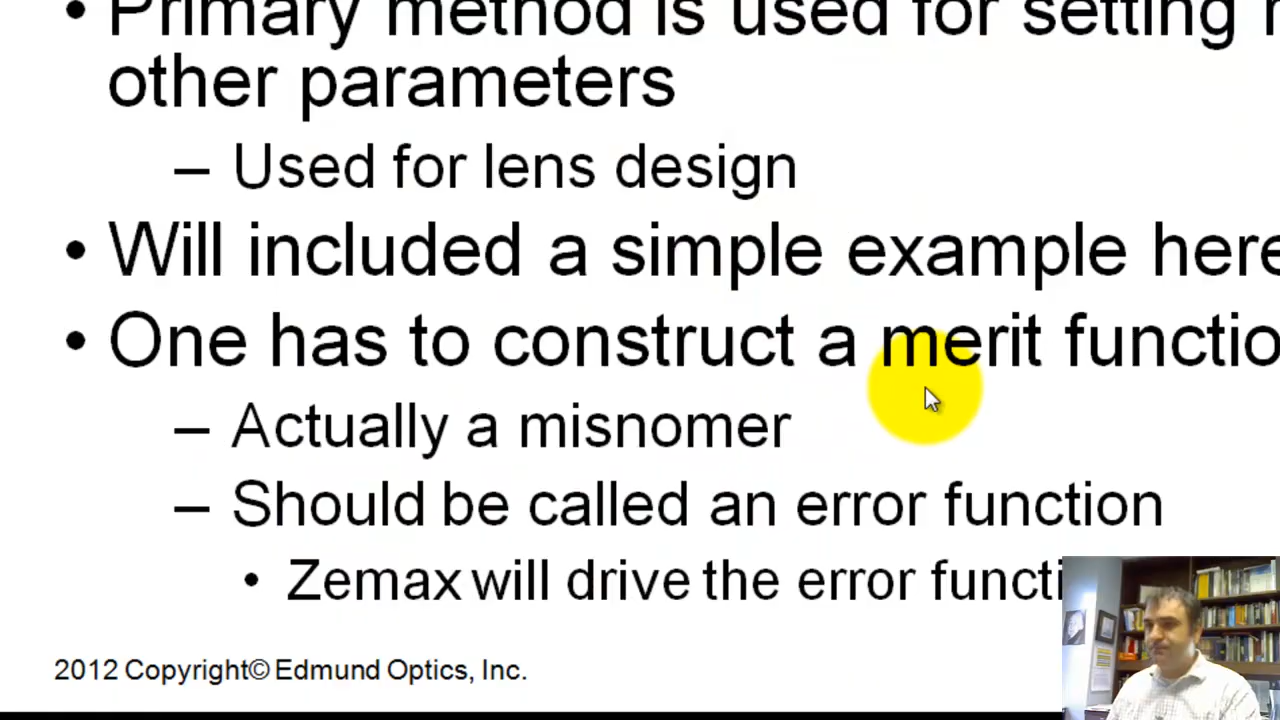 • Primary method is used for setting
other parameters
– Used for lens design
• Will included a simple example here
• One has to construct a merit functio
– Actually a misnomer
– Should be called an error function
• Zemax will drive the error functi
2012 Copyright© Edmund Optics, Inc.